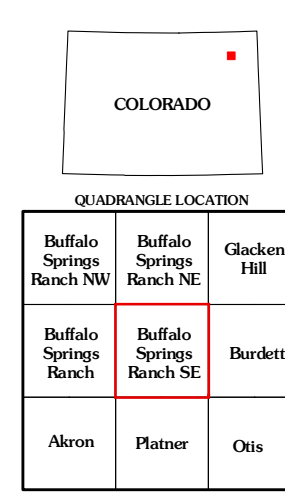 COLORADO
QUADRANGLE LOCATION
Buffalo
Springs
Ranch NW
Buffalo
Springs
Ranch NE
Glacken
Hill
Buffalo
Springs
Ranch
Buffalo
Springs
Ranch SE
Burdett
Akron
Platner
Otis